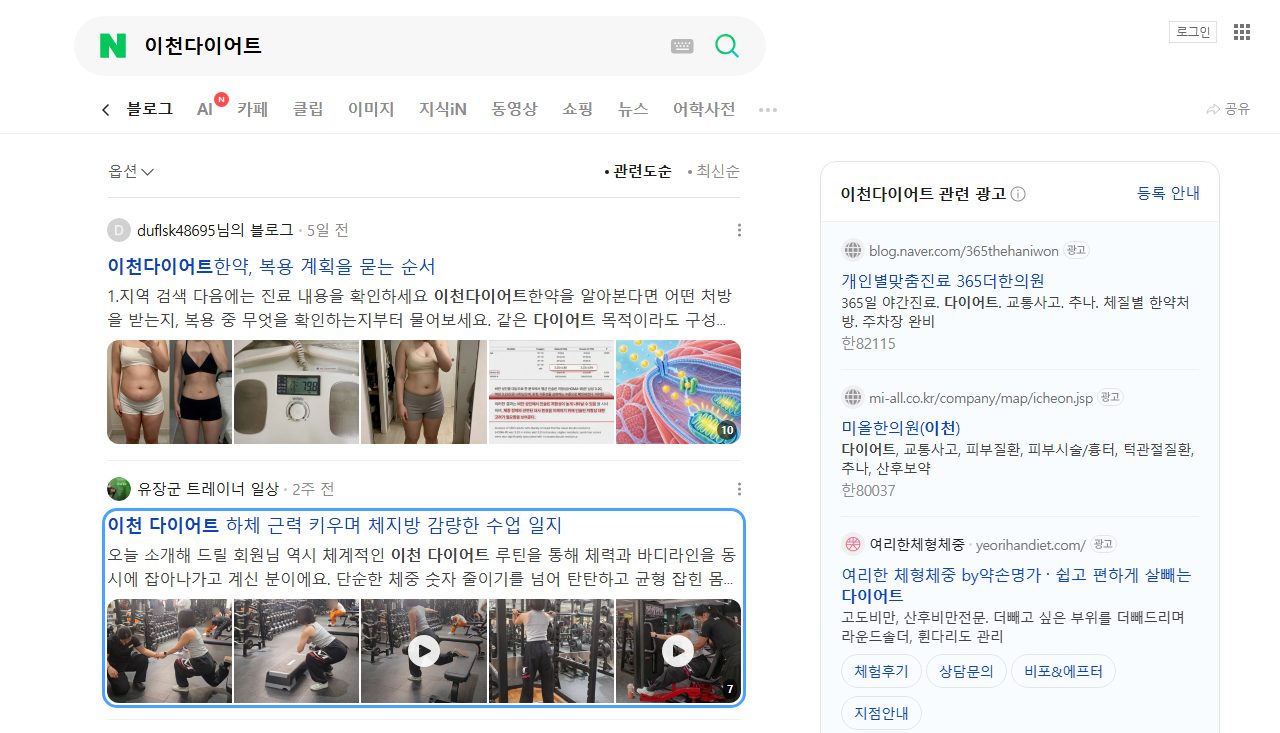 N 이천다이어트
로그인
블로그 AI N 카페 클립 이미지 지식iN 동영상 쇼핑 뉴스 어학사전
공유
옵션
• 관련도순 • 최신순
D duflsk48695님의 블로그 · 5일 전
이천다이어트한약, 복용 계획을 묻는 순서
1.지역 검색 다음에는 진료 내용을 확인하세요 이천다이어트한약을 알아본다면 어떤 처방
을 받는지, 복용 중 무엇을 확인하는지부터 물어보세요. 같은 다이어트 목적이라도 구성...
10
유장군 트레이너 일상 · 2주 전
이천 다이어트 하체 근력 키우며 체지방 감량한 수업 일지
오늘 소개해 드릴 회원님 역시 체계적인 이천 다이어트 루틴을 통해 체력과 바디라인을 동
시에 잡아나가고 계신 분이에요. 단순한 체중 숫자 줄이기를 넘어 탄탄하고 균형 잡힌 몸...
7
이천다이어트 관련 광고
등록 안내
blog.naver.com/365thehaniwon 광고
개인별맞춤진료 365더한의원
365일 야간진료. 다이어트. 교통사고. 추나. 체질별 한약처
방. 주차장 완비
한82115
mi-all.co.kr/company/map/icheon.jsp 광고
미올한의원(이천)
다이어트, 교통사고, 피부질환, 피부시술/흉터, 턱관절질환,
추나, 산후보약
한80037
여리한체형체중 · yeorihandiet.com/ 광고
여리한 체형체중 by약손명가 · 쉽고 편하게 살빼는
다이어트
고도비만, 산후비만전문. 더빼고 싶은 부위를 더빼드리며
라운드숄더, 휜다리도 관리
체험후기 상담문의 비포&에프터
지점안내